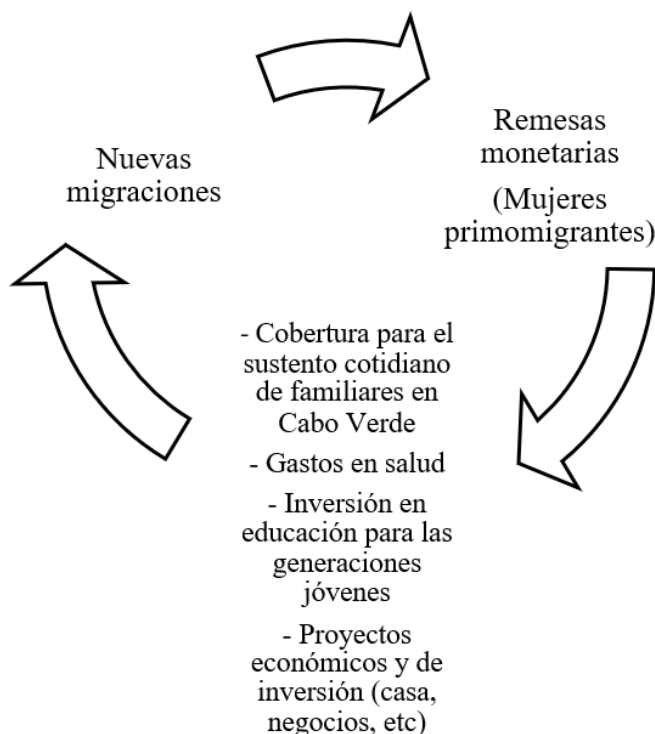 Nuevas
migraciones
Remesas
monetarias
(Mujeres
primomigrantes)
- Cobertura para el
sustento cotidiano
de familiares en
Cabo Verde
- Gastos en salud
- Inversión en
educación para las
generaciones
jóvenes
- Proyectos
económicos y de
inversión (casa,
negocios, etc)